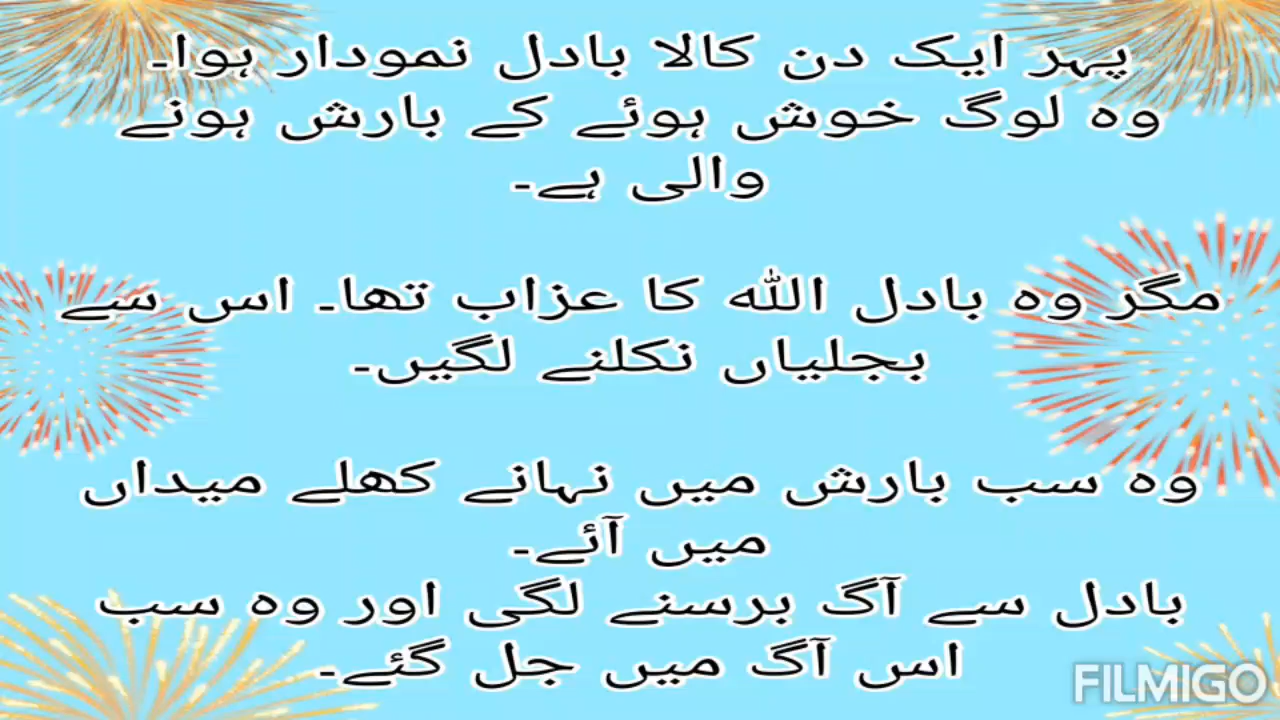 پہر ایک دن کالا بادل نمودار ہوا۔
وہ لوگ خوش ہوئے کے بارش ہونے
والی ہے۔
مگر وہ بادل اللہ کا عزاب تھا۔ اس سے
بجلیاں نکلنے لگیں۔
وہ سب بارش میں نہانے کھلے میداں
میں آئے۔
بادل سے آگ برسنے لگی اور وہ سب
اس آگ میں جل گئے۔
FILMIGO